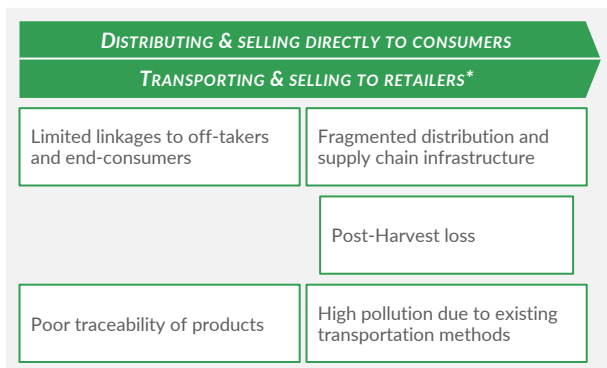 DISTRIBUTING & SELLING DIRECTLY TO CONSUMERS
TRANSPORTING & SELLING TO RETAILERS*
Limited linkages to off-takers
and end-consumers
Fragmented distribution and
supply chain infrastructure
Post-Harvest loss
Poor traceability of products
High pollution due to existing
transportation methods